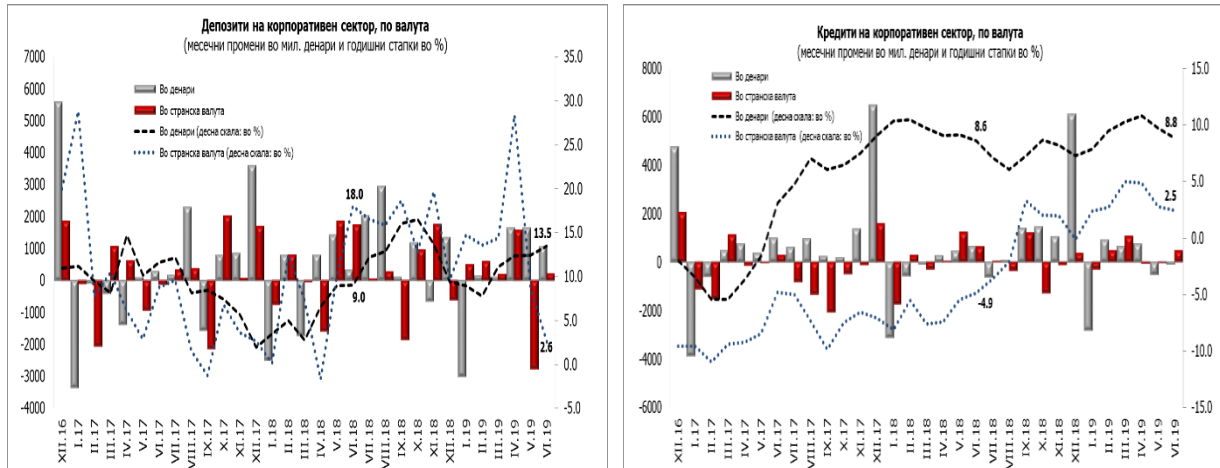 Депозити на корпоративен сектор, по валута
(месечни промени во мил. денари и годишни стапки во %)
7000
6000
5000
4000
3000
2000
1000
0
-1000
-2000
-3000
-4000
35.0
30.0
25.0
20.0
15.0
10.0
5.0
0.0
-5.0
Во денари
Во странска валута
Во денари (десна скала: во %)
Во странска валута (десна скала: во %)
18.0
9.0
13.5
2.6
XII.16
I.17
II.17
III.17
IV.17
V.17
VI.17
VII.17
VIII.17
IX.17
X.17
XI.17
XII.17
I.18
II.18
III.18
IV.18
V.18
VI.18
VII.18
VIII.18
IX.18
X.18
XI.18
XII.18
I.19
II.19
III.19
IV.19
V.19
VI.19
Кредити на корпоративен сектор, по валута
(месечни промени во мил. денари и годишни стапки во %)
8000
6000
4000
2000
0
-2000
-4000
-6000
15.0
10.0
5.0
0.0
-5.0
-10.0
-15.0
Во денари
Во странска валута
Во денари (десна скала: во %)
Во странска валута (десна скала: во %)
8.6
-4.9
8.8
2.5
XII.16
I.17
II.17
III.17
IV.17
V.17
VI.17
VII.17
VIII.17
IX.17
X.17
XI.17
XII.17
I.18
II.18
III.18
IV.18
V.18
VI.18
VII.18
VIII.18
IX.18
X.18
XI.18
XII.18
I.19
II.19
III.19
IV.19
V.19
VI.19